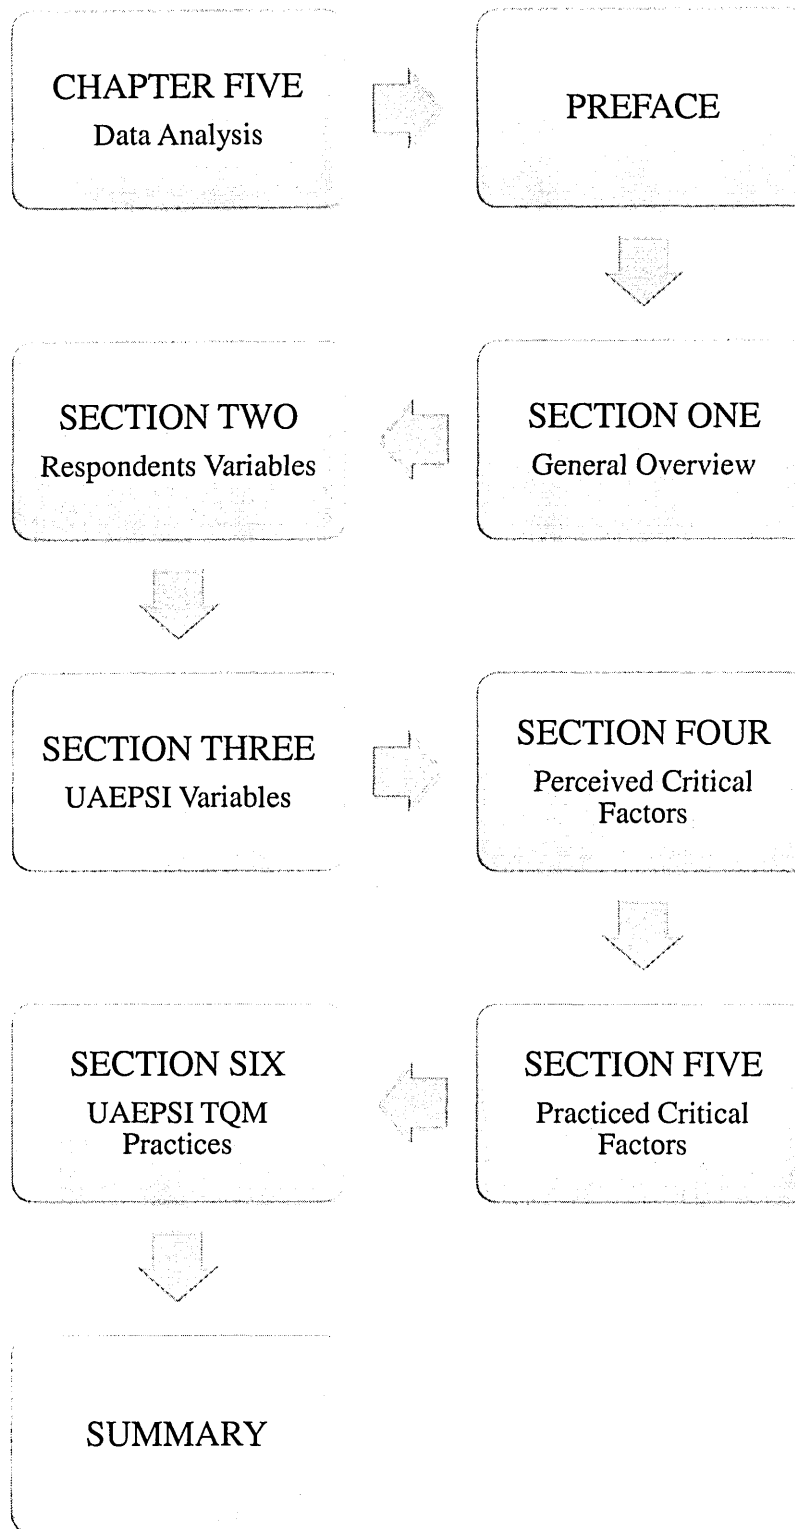 CHAPTER FIVE
Data Analysis
PREFACE
SECTION ONE
General Overview
SECTION TWO
Respondents Variables
SECTION THREE
UAEPSI Variables
SECTION FOUR
Perceived Critical
Factors
SECTION FIVE
Practiced Critical
Factors
SECTION SIX
UAEPSI TQM
Practices
SUMMARY